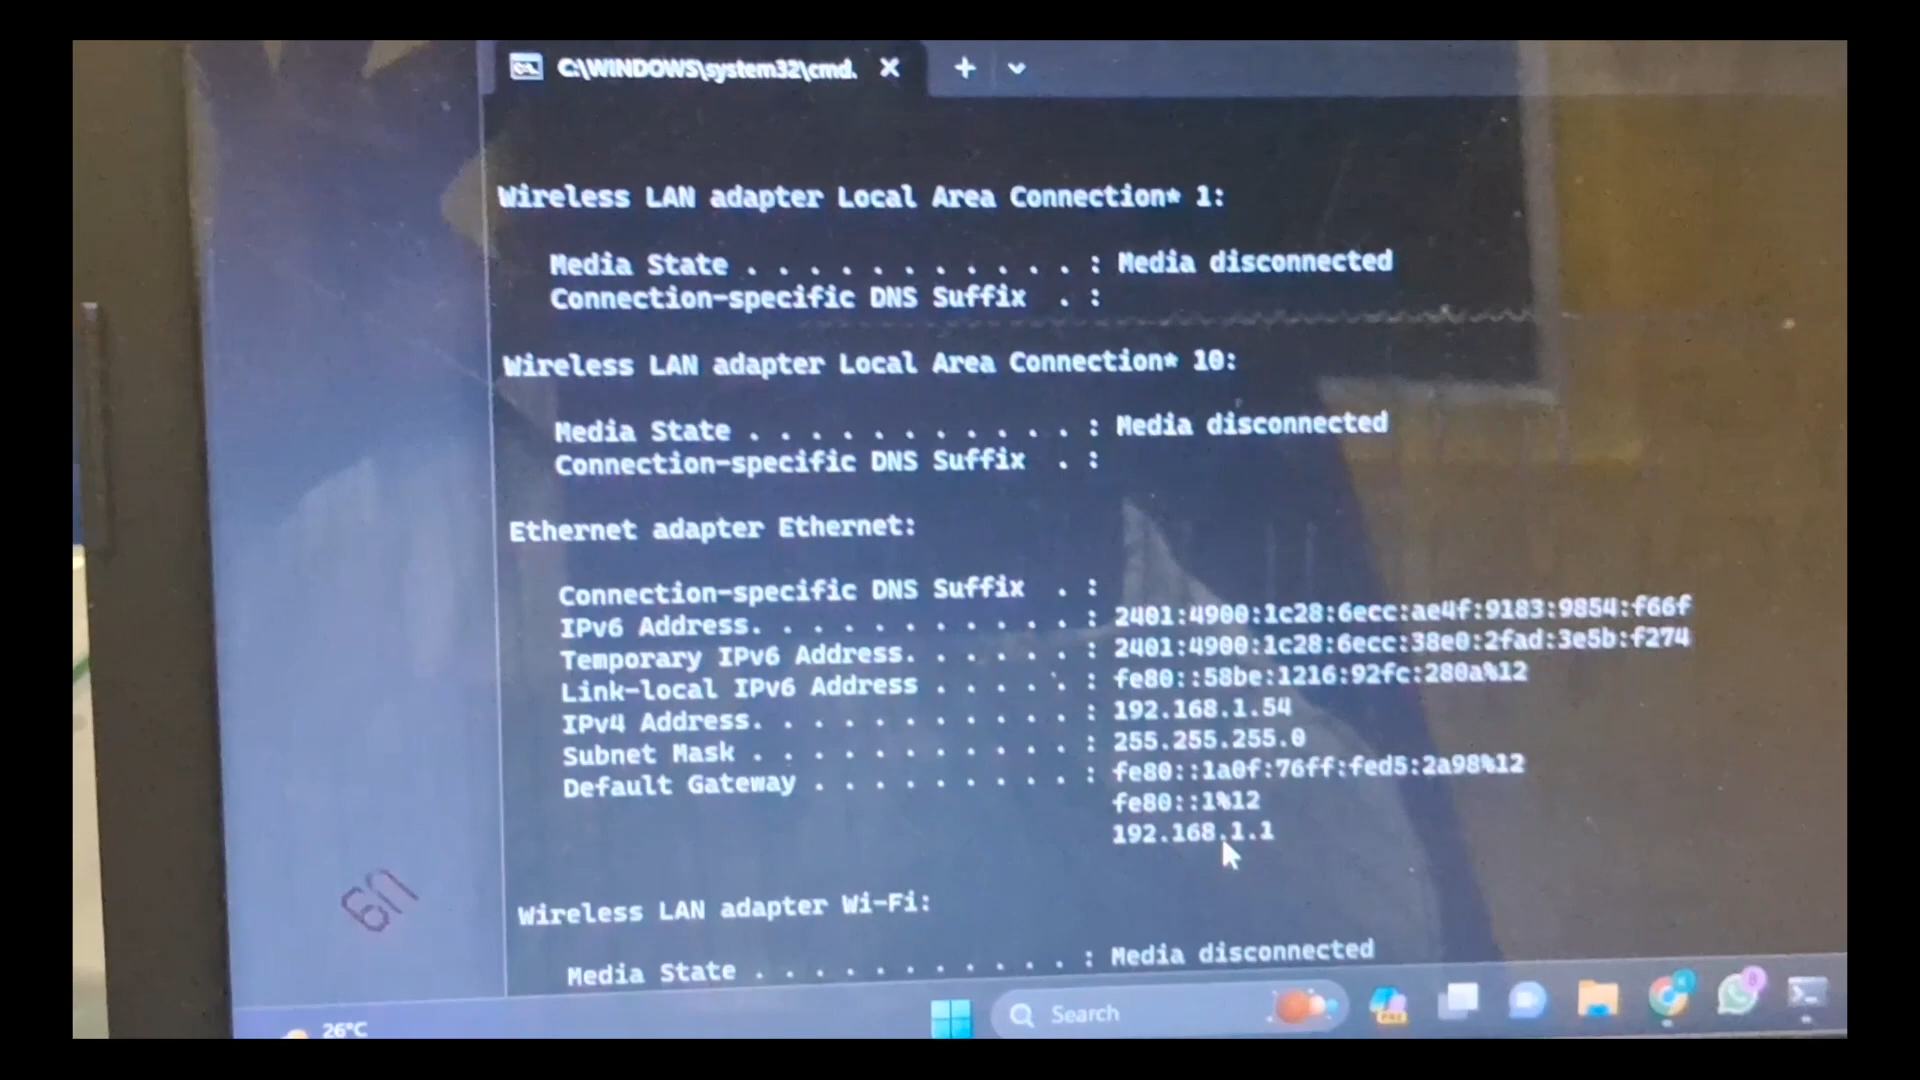 C:\WINDOWS\system32\cmd.
Wireless LAN adapter Local Area Connection* 1:
Media State . . . . . . . . . . . : Media disconnected
Connection-specific DNS Suffix . :
Wireless LAN adapter Local Area Connection* 10:
Media State . . . . . . . . . . . : Media disconnected
Connection-specific DNS Suffix . :
Ethernet adapter Ethernet:
Connection-specific DNS Suffix . :
IPv6 Address. . . . . . . . . . . : 2401:4900:1c28:6ecc:ae4f:9183:9854:f66f
Temporary IPv6 Address. . . . . . : 2401:4900:1c28:6ecc:38e0:2fad:3e5b:f274
Link-local IPv6 Address . . . . . : fe80::58be:1216:92fc:280a%12
IPv4 Address. . . . . . . . . . . : 192.168.1.54
Subnet Mask . . . . . . . . . . . : 255.255.255.0
Default Gateway . . . . . . . . . : fe80::1a0f:76ff:fed5:2a98%12
fe80::1%12
192.168.1.1
Wireless LAN adapter Wi-Fi:
Media State . . . . . . . . . . . : Media disconnected
26°C
Search